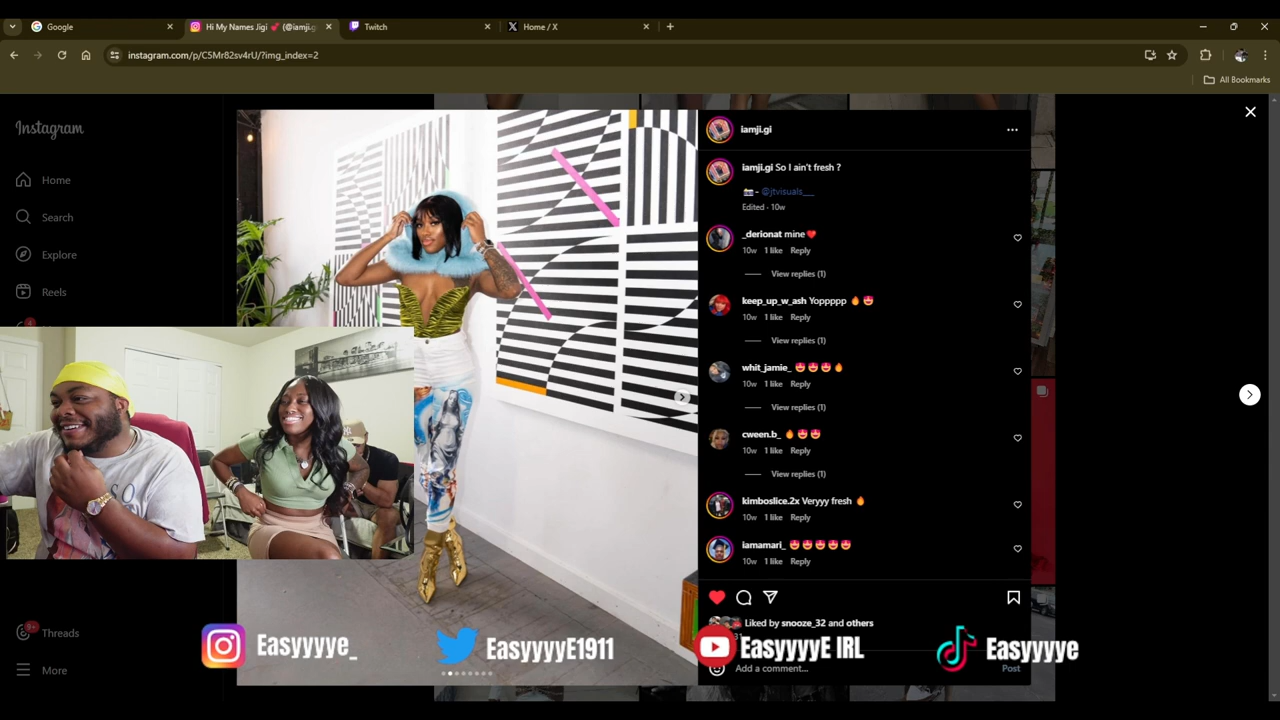 Google
Hi My Names Jigi 💕 (@iamji.g
Twitch
Home / X
instagram.com/p/C5Mr82sv4rU/?img_index=2
All Bookmarks
Instagram
Home
Search
Explore
Reels
Threads
9+
More
iamji.gi
iamji.gi So I ain't fresh ?
📸 - @jtvisuals___
Edited · 10w
_derionat mine❤️
10w 1 like Reply
View replies (1)
keep_up_w_ash Yoppppp 🔥 😍
10w 1 like Reply
View replies (1)
whit_jamie_ 😍😍😍🔥
10w 1 like Reply
View replies (1)
cween.b_ 🔥😍😍
10w 1 like Reply
View replies (1)
kimboslice.2x Veryyy fresh 🔥
10w 1 like Reply
iamamari_ 😍😍😍😍😍
10w 1 like Reply
Liked by snooze_32 and others
Add a comment...
Post
Easyyyye_
EasyyyyE1911
EasyyyyE IRL
Easyyyye